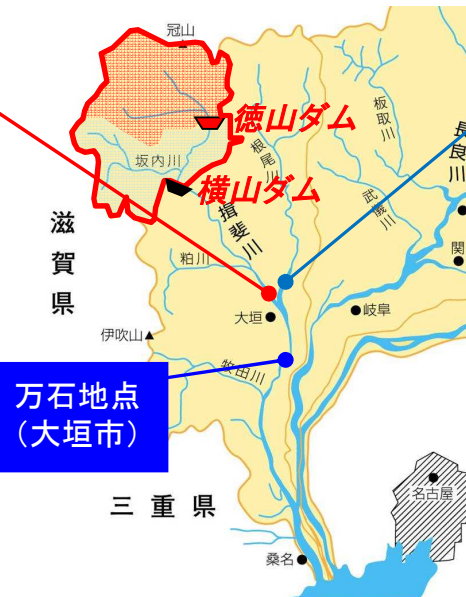 冠山
徳山ダム
板取川
長良川
根尾川
坂内川
横山ダム
武儀川
揖斐川
滋賀県
粕川
関
大垣
岐阜
伊吹山
牧田川
万石地点
（大垣市）
三重県
名古屋
桑名